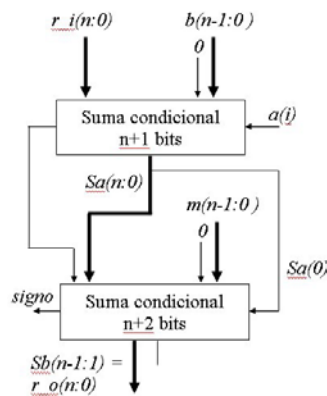 r_i(n:0) b(n-1:0 )
0
Suma condicional
n+1 bits
a(i)
Sa(n:0)
m(n-1:0 )
0
Sa(0)
signo
Suma condicional
n+2 bits
Sb(n-1:1) =
r_o(n:0)